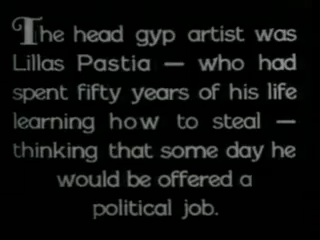 The head gyp artist was
Lillas Pastia — who had
spent fifty years of his life
learning how to steal —
thinking that some day he
would be offered a
political job.